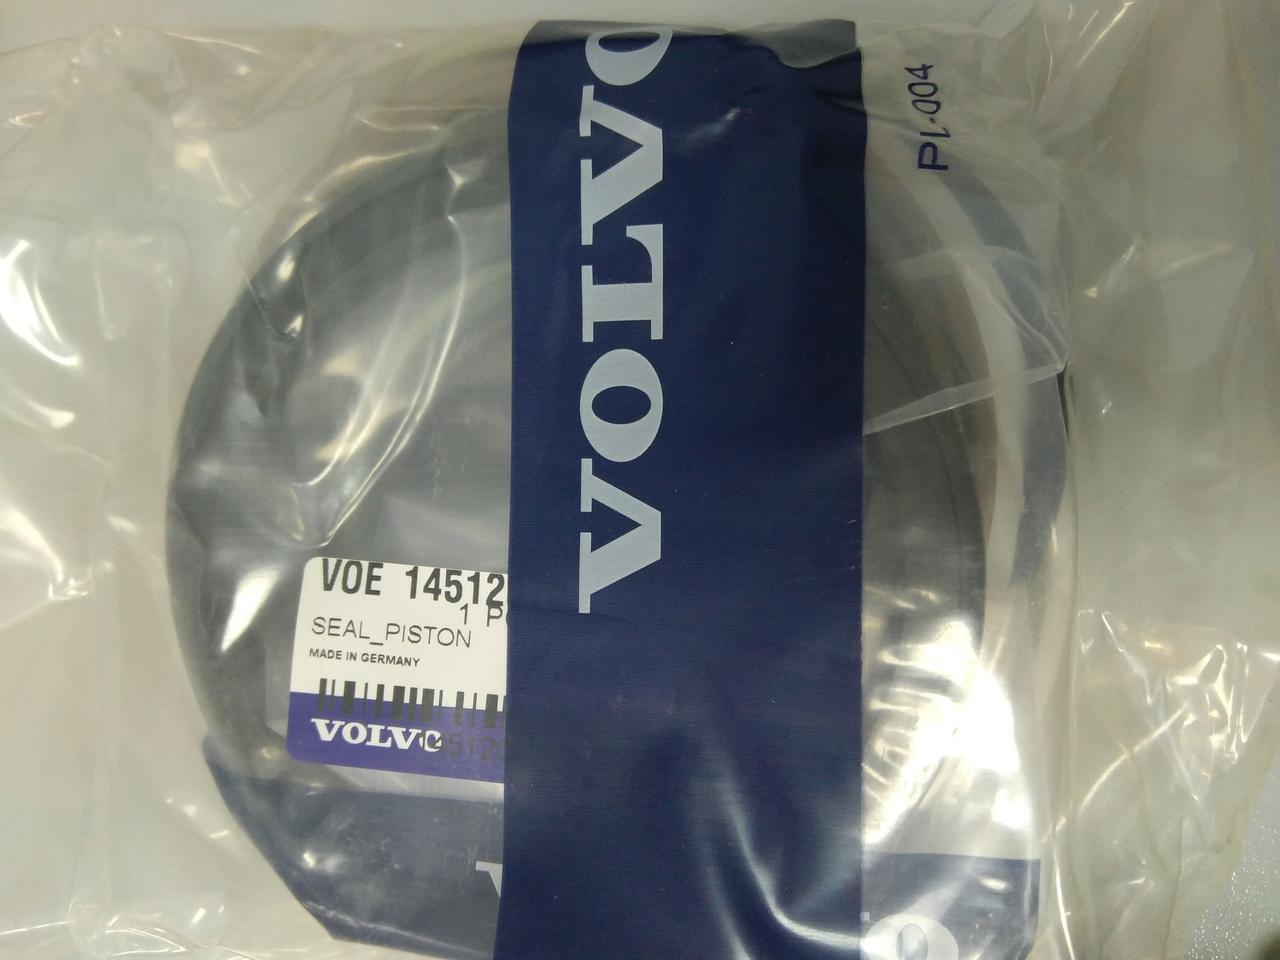 VOLVO
PL-004
VOE 14512
1 P
SEAL_PISTON
MADE IN GERMANY
VOLVO